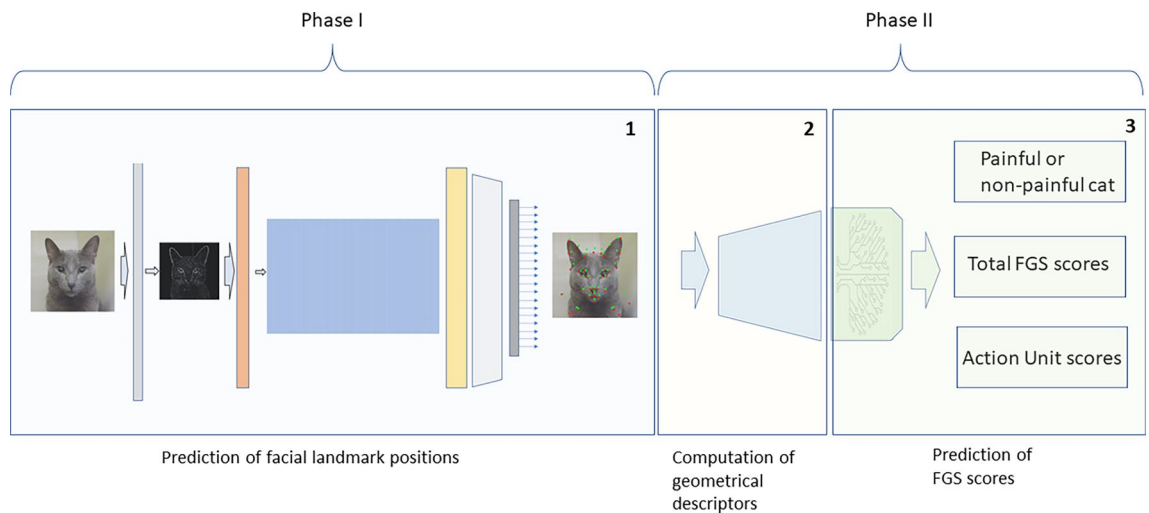 Phase I
Phase II
1
2
3
Painful or
non-painful cat
Total FGS scores
Action Unit scores
Prediction of facial landmark positions
Computation of
geometrical
descriptors
Prediction of
FGS scores